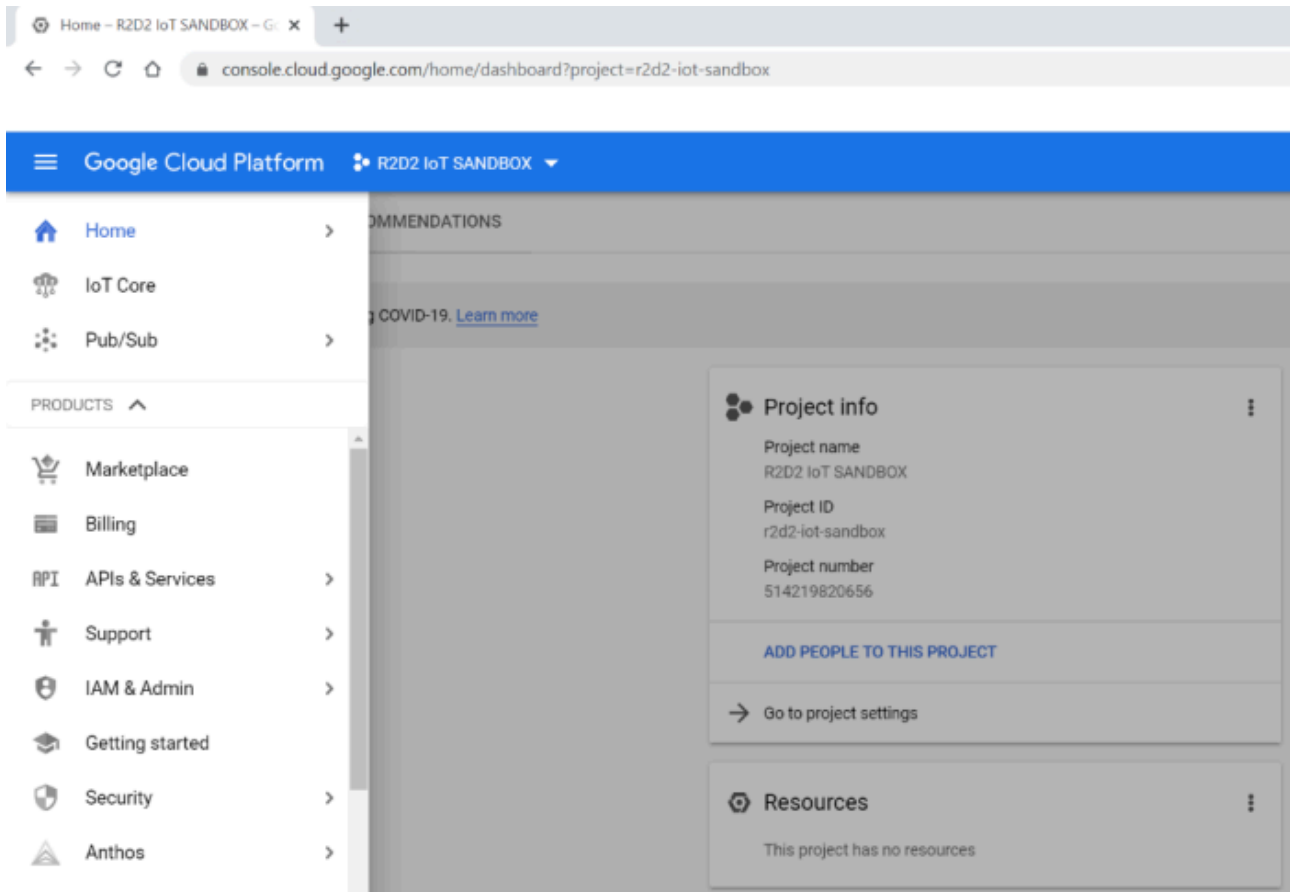 Home – R2D2 IoT SANDBOX – Go
console.cloud.google.com/home/dashboard?project=r2d2-iot-sandbox
Google Cloud Platform R2D2 IoT SANDBOX
Home
IoT Core
Pub/Sub
PRODUCTS
Marketplace
Billing
API APIs & Services
Support
IAM & Admin
Getting started
Security
Anthos
OMMENDATIONS
g COVID-19. Learn more
Project info
Project name
R2D2 IoT SANDBOX
Project ID
r2d2-iot-sandbox
Project number
514219820656
ADD PEOPLE TO THIS PROJECT
Go to project settings
Resources
This project has no resources